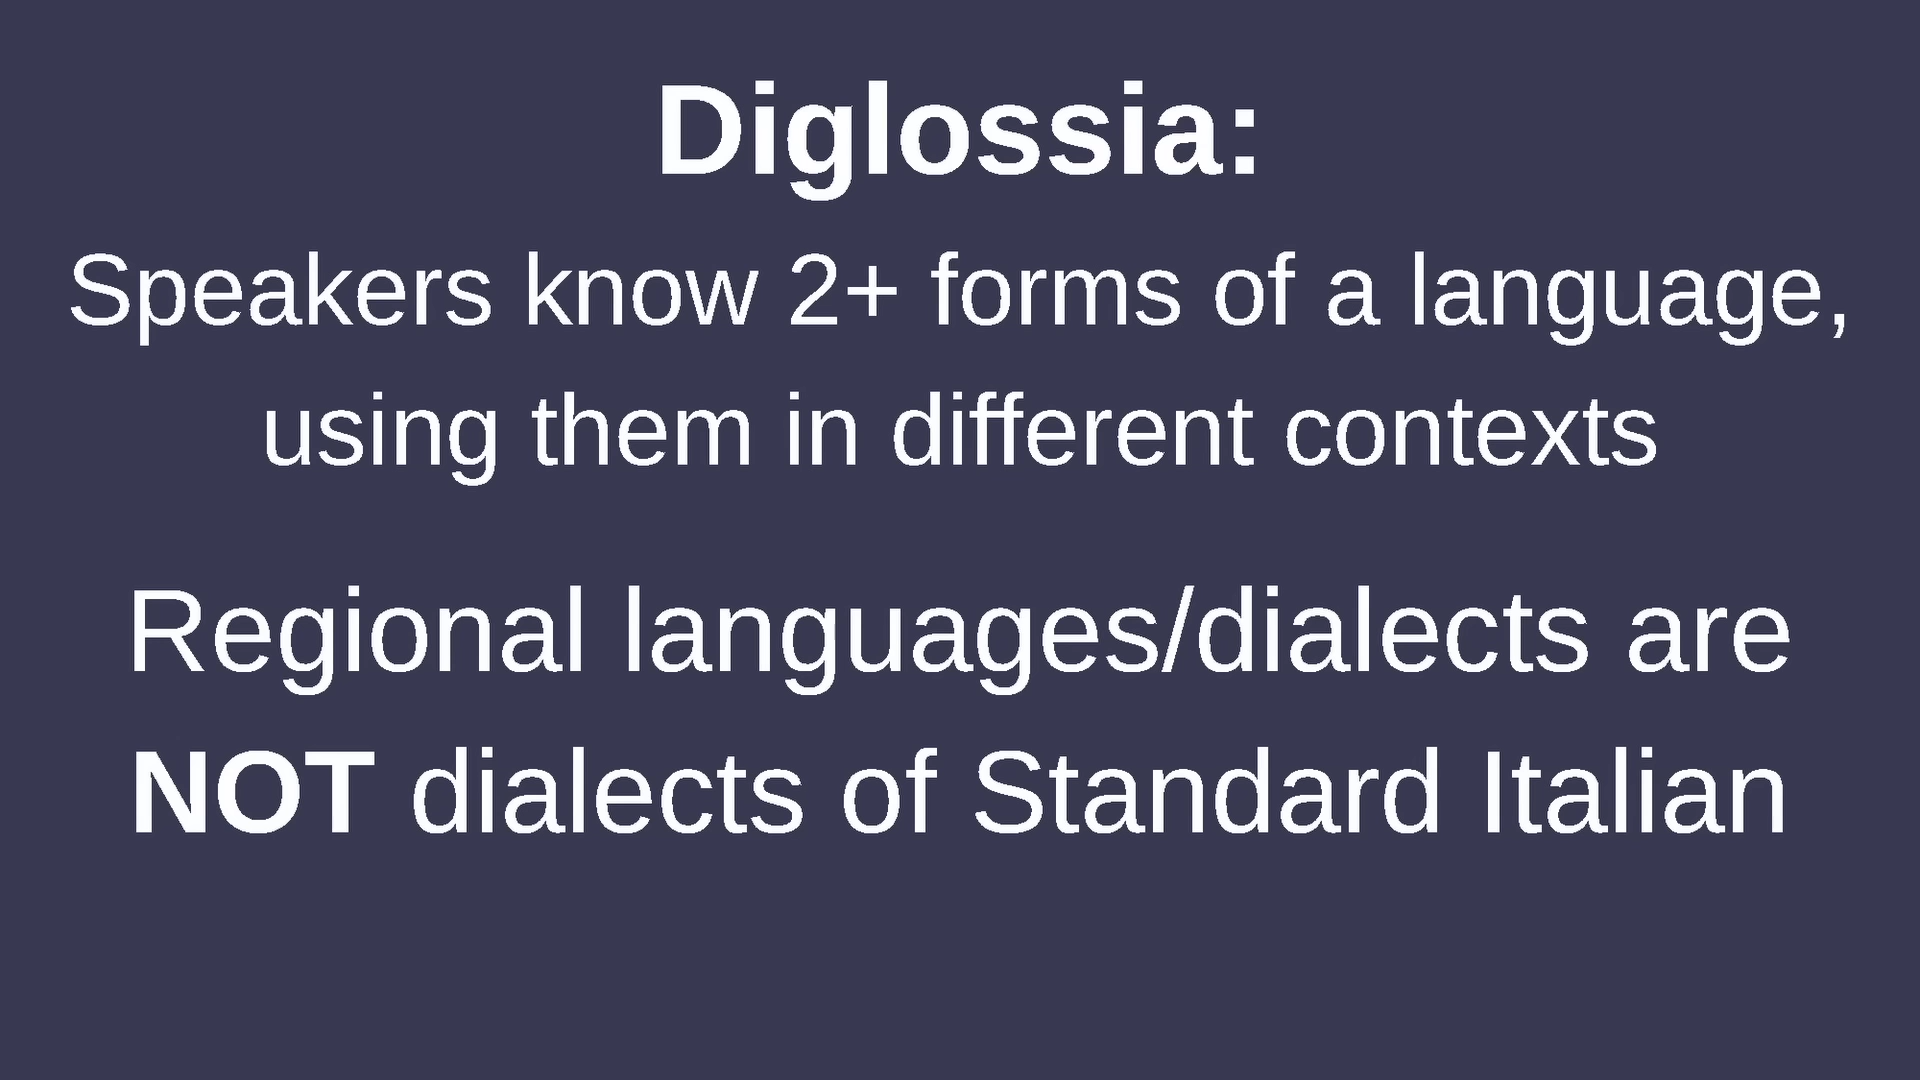 Diglossia:
Speakers know 2+ forms of a language,
using them in different contexts
Regional languages/dialects are
NOT dialects of Standard Italian